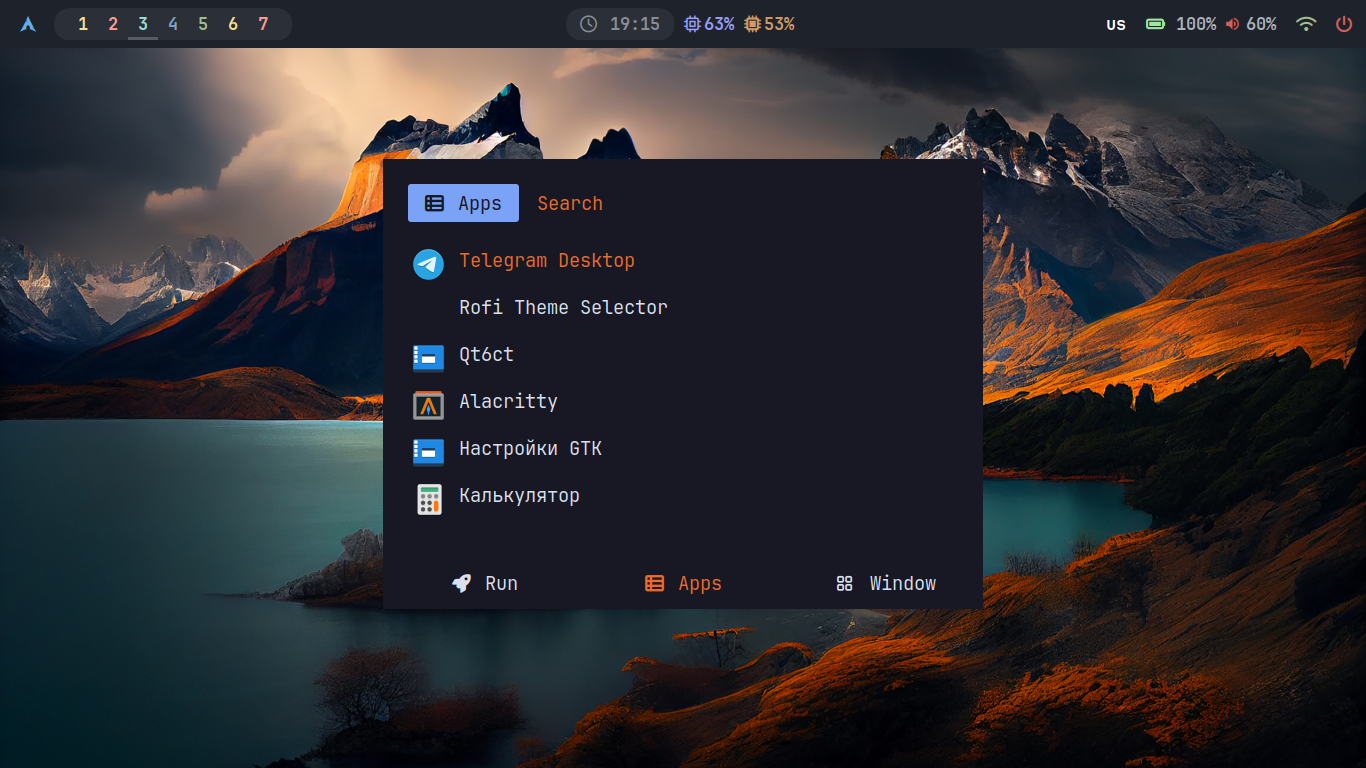 1 2 3 4 5 6 7 19:15 63% 53% US 100% 60%
Apps Search
Telegram Desktop
Rofi Theme Selector
Qt6ct
Alacritty
Настройки GTK
Калькулятор
Run Apps Window